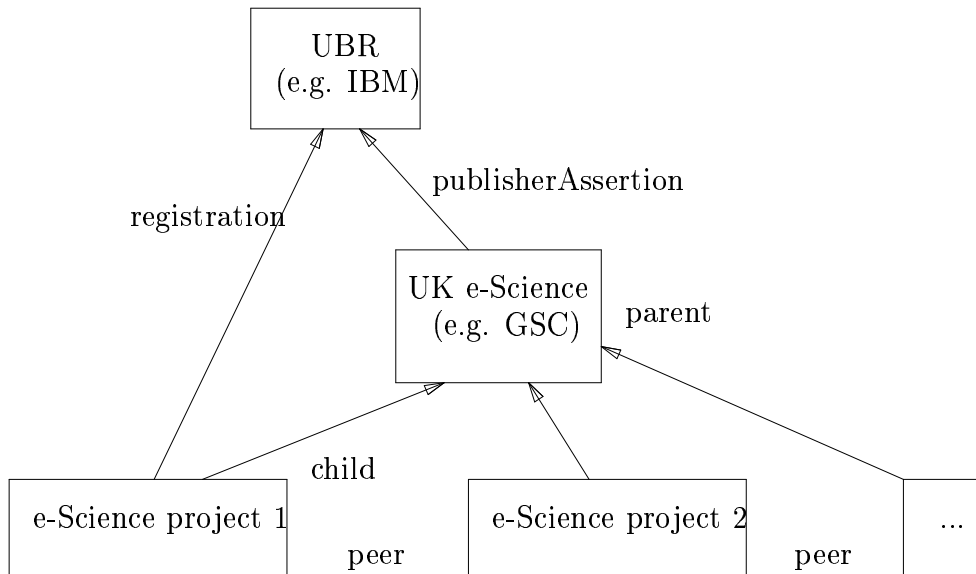 UBR
(e.g. IBM)
publisherAssertion
registration
UK e-Science
(e.g. GSC)
parent
child
e-Science project 1
e-Science project 2
...
peer
peer